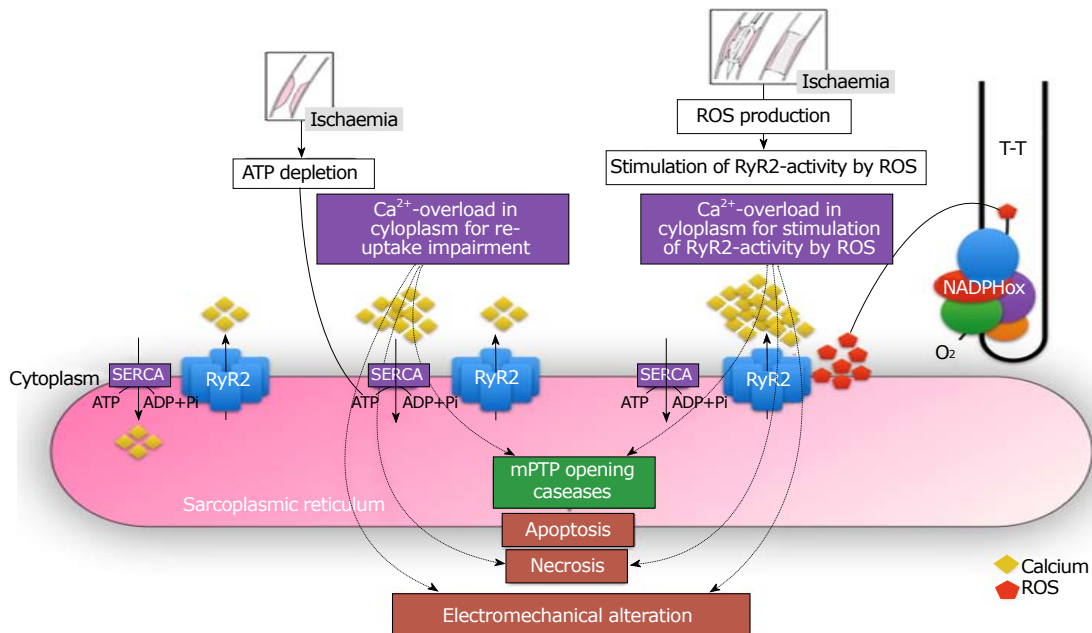 Ischaemia
Ischaemia
ROS production
ATP depletion
Stimulation of RyR2-activity by ROS
T-T
Ca²⁺-overload in
cyloplasm for re-
uptake impairment
Ca²⁺-overload in
cyloplasm for stimulation
of RyR2-activity by ROS
NADPHox
O₂
Cytoplasm
SERCA
RyR2
SERCA
RyR2
SERCA
RyR2
ATP
ADP+Pi
ATP
ADP+Pi
ATP
ADP+Pi
mPTP opening
caseases
Sarcoplasmic reticulum
Apoptosis
Necrosis
Calcium
ROS
Electromechanical alteration